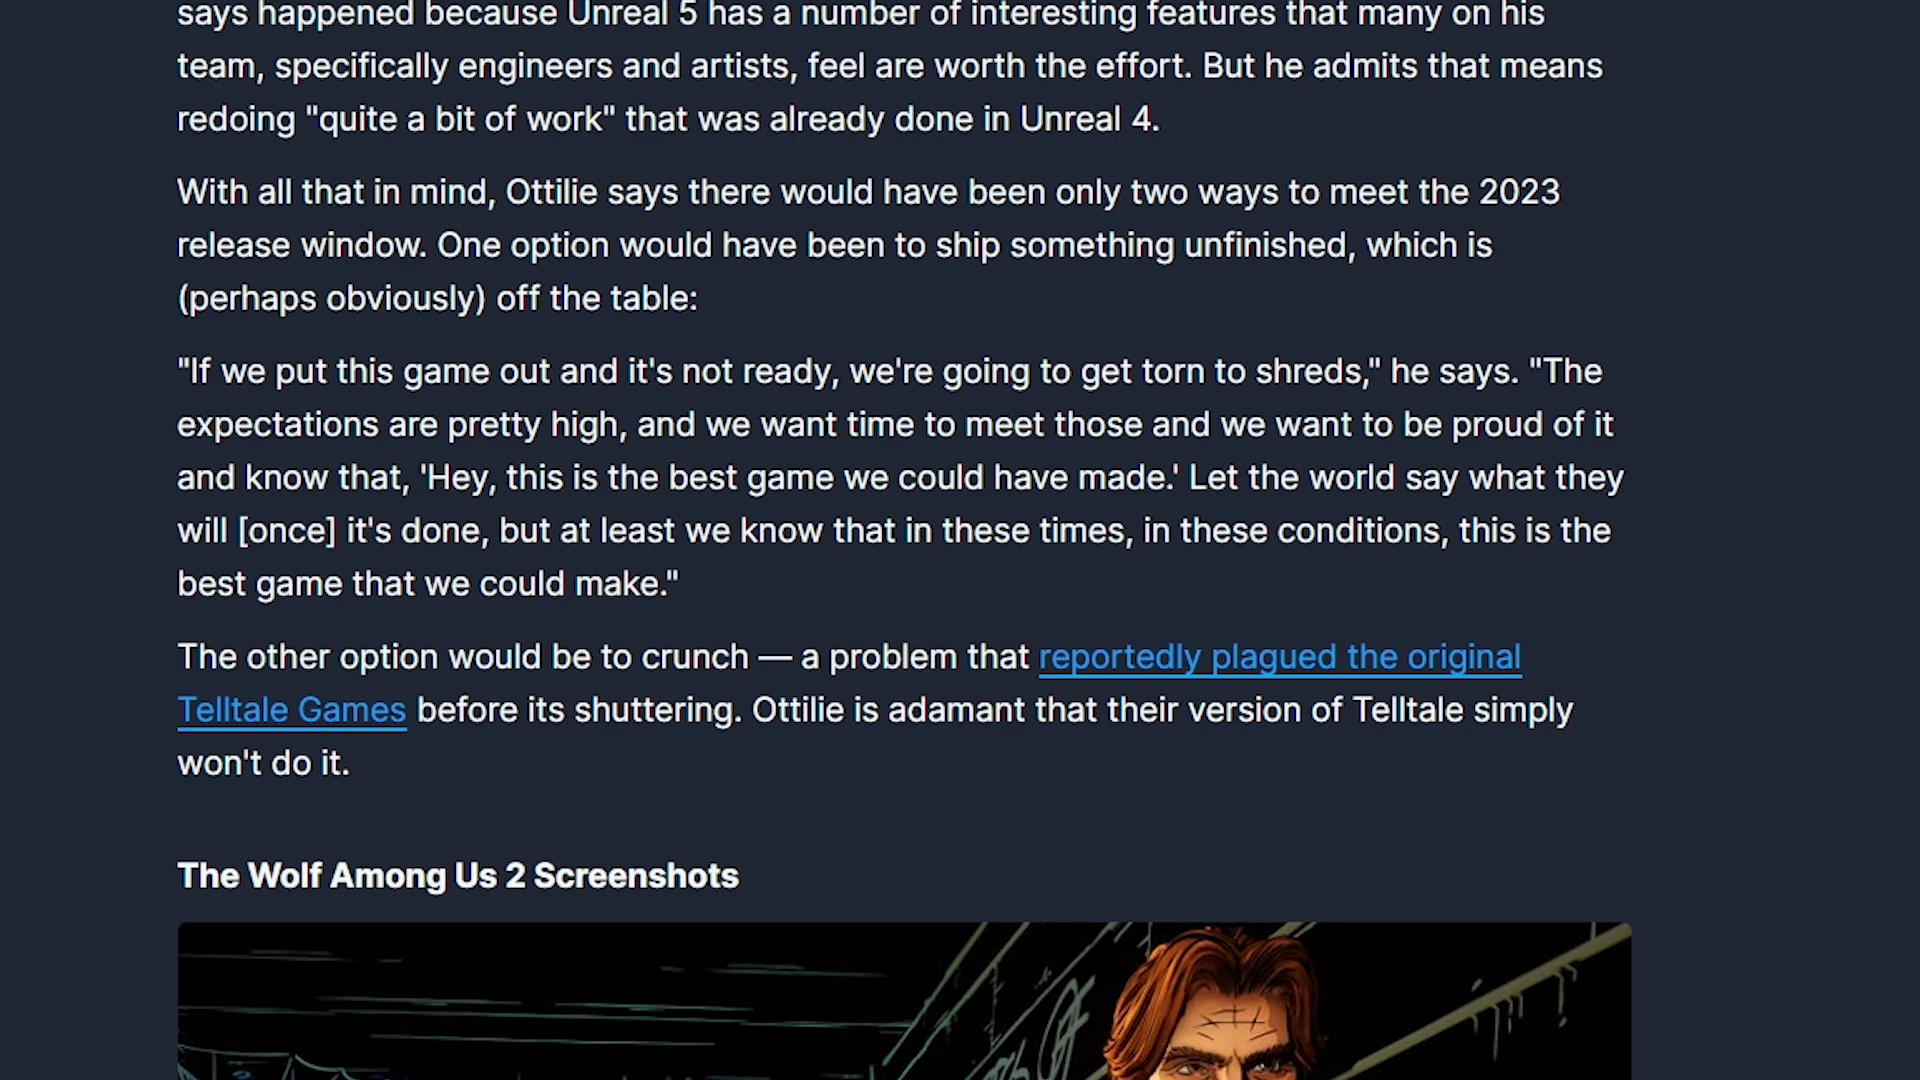 says happened because Unreal 5 has a number of interesting features that many on his
team, specifically engineers and artists, feel are worth the effort. But he admits that means
redoing "quite a bit of work" that was already done in Unreal 4.
With all that in mind, Ottilie says there would have been only two ways to meet the 2023
release window. One option would have been to ship something unfinished, which is
(perhaps obviously) off the table:
"If we put this game out and it's not ready, we're going to get torn to shreds," he says. "The
expectations are pretty high, and we want time to meet those and we want to be proud of it
and know that, 'Hey, this is the best game we could have made.' Let the world say what they
will [once] it's done, but at least we know that in these times, in these conditions, this is the
best game that we could make."
The other option would be to crunch — a problem that reportedly plagued the original
Telltale Games before its shuttering. Ottilie is adamant that their version of Telltale simply
won't do it.
The Wolf Among Us 2 Screenshots